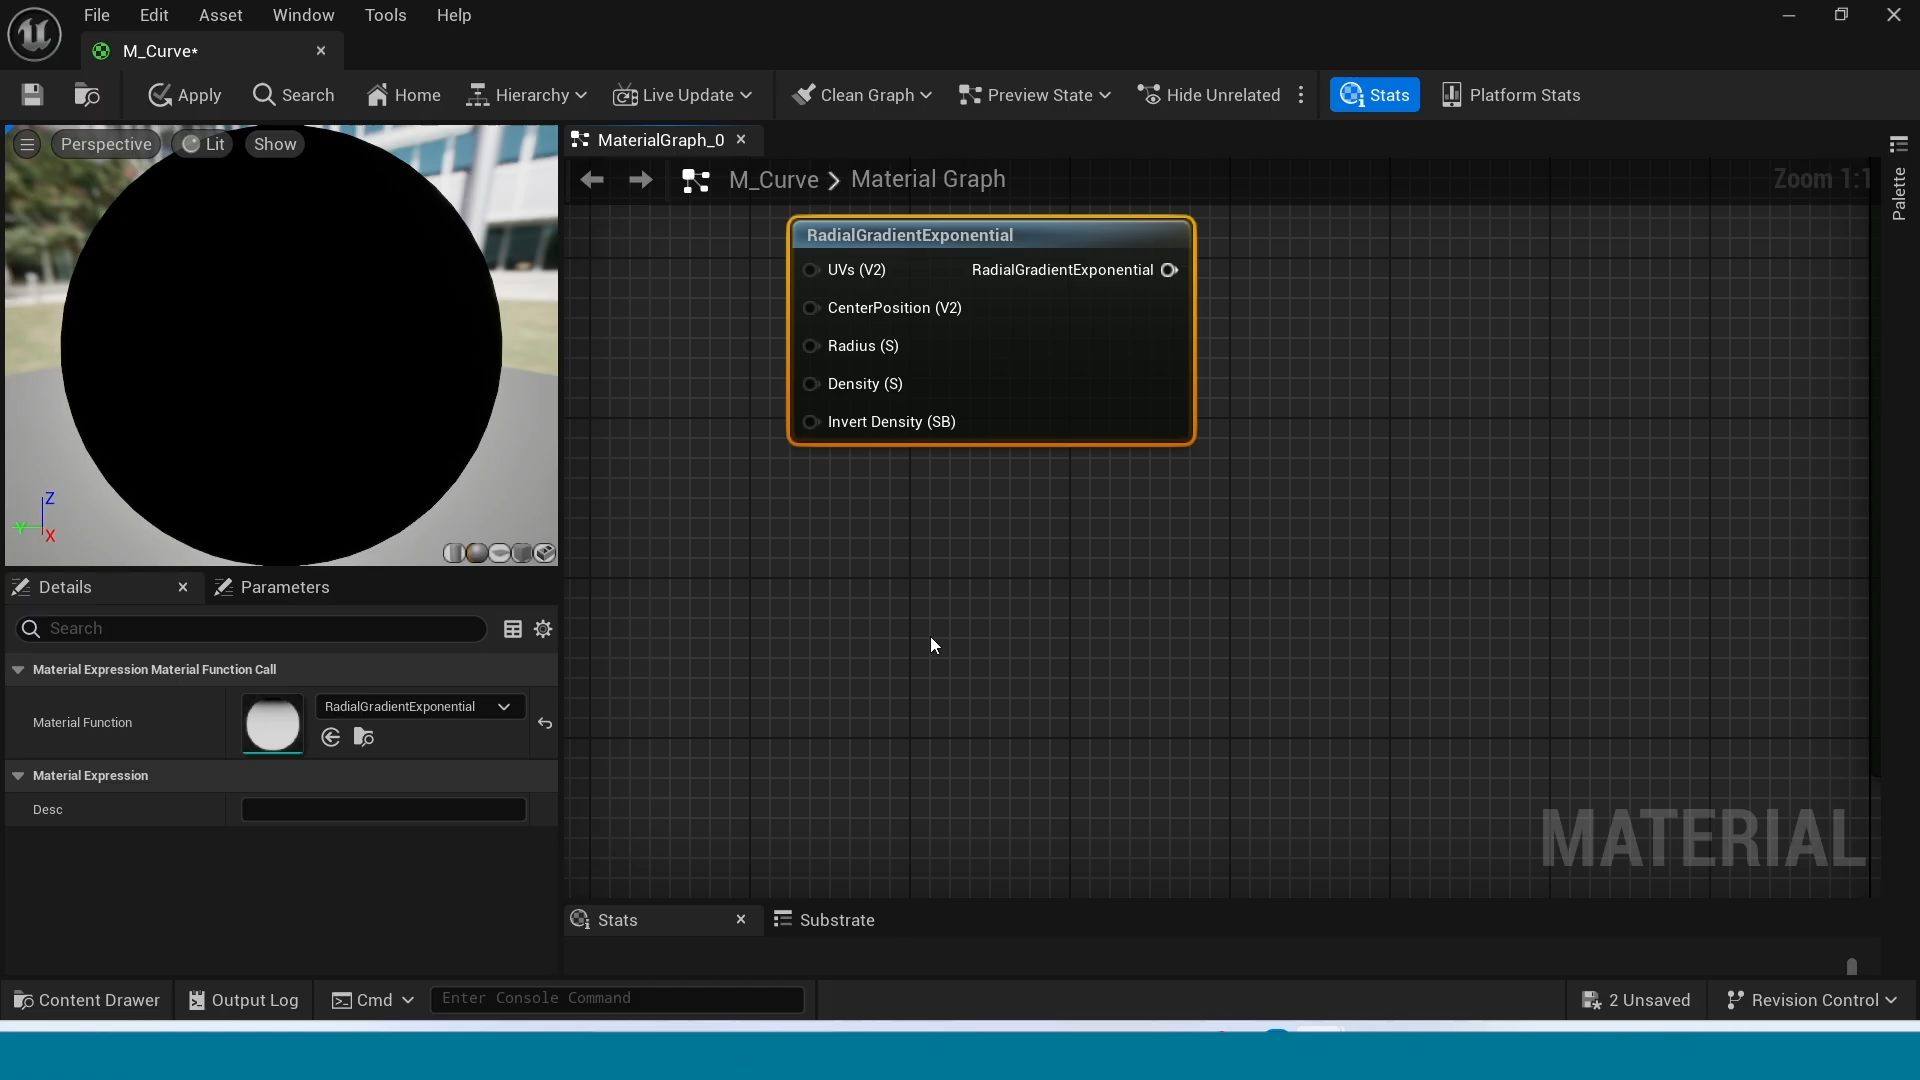 File Edit Asset Window Tools Help
M_Curve*
Apply Search Home Hierarchy Live Update Clean Graph Preview State Hide Unrelated Stats Platform Stats
Perspective Lit Show
MaterialGraph_0
M_Curve Material Graph Zoom 1:1
Palette
RadialGradientExponential
UVs (V2) RadialGradientExponential
CenterPosition (V2)
Radius (S)
Density (S)
Invert Density (SB)
Z
Y
X
Details Parameters
Search
Material Expression Material Function Call
Material Function RadialGradientExponential
Material Expression
Desc
MATERIAL
Stats Substrate
Content Drawer Output Log Cmd Enter Console Command 2 Unsaved Revision Control